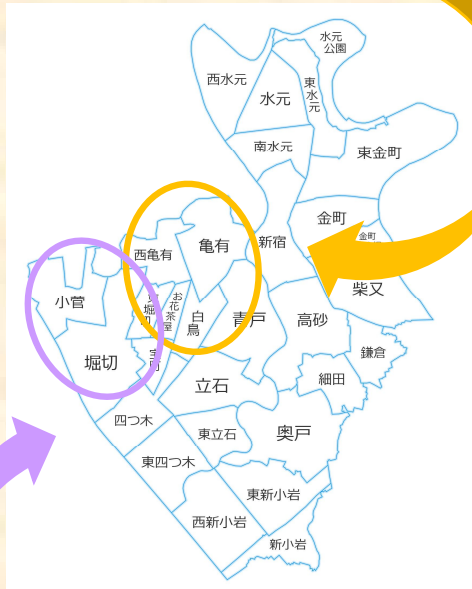 水元
公園
西水元
水元
東水元
南水元
東金町
金町
金町
新宿
柴又
亀有
西亀有
小菅
お花茶屋
白鳥
青戸
高砂
鎌倉
堀切
細田
立石
奥戸
四つ木
東立石
東四つ木
東新小岩
西新小岩
新小岩